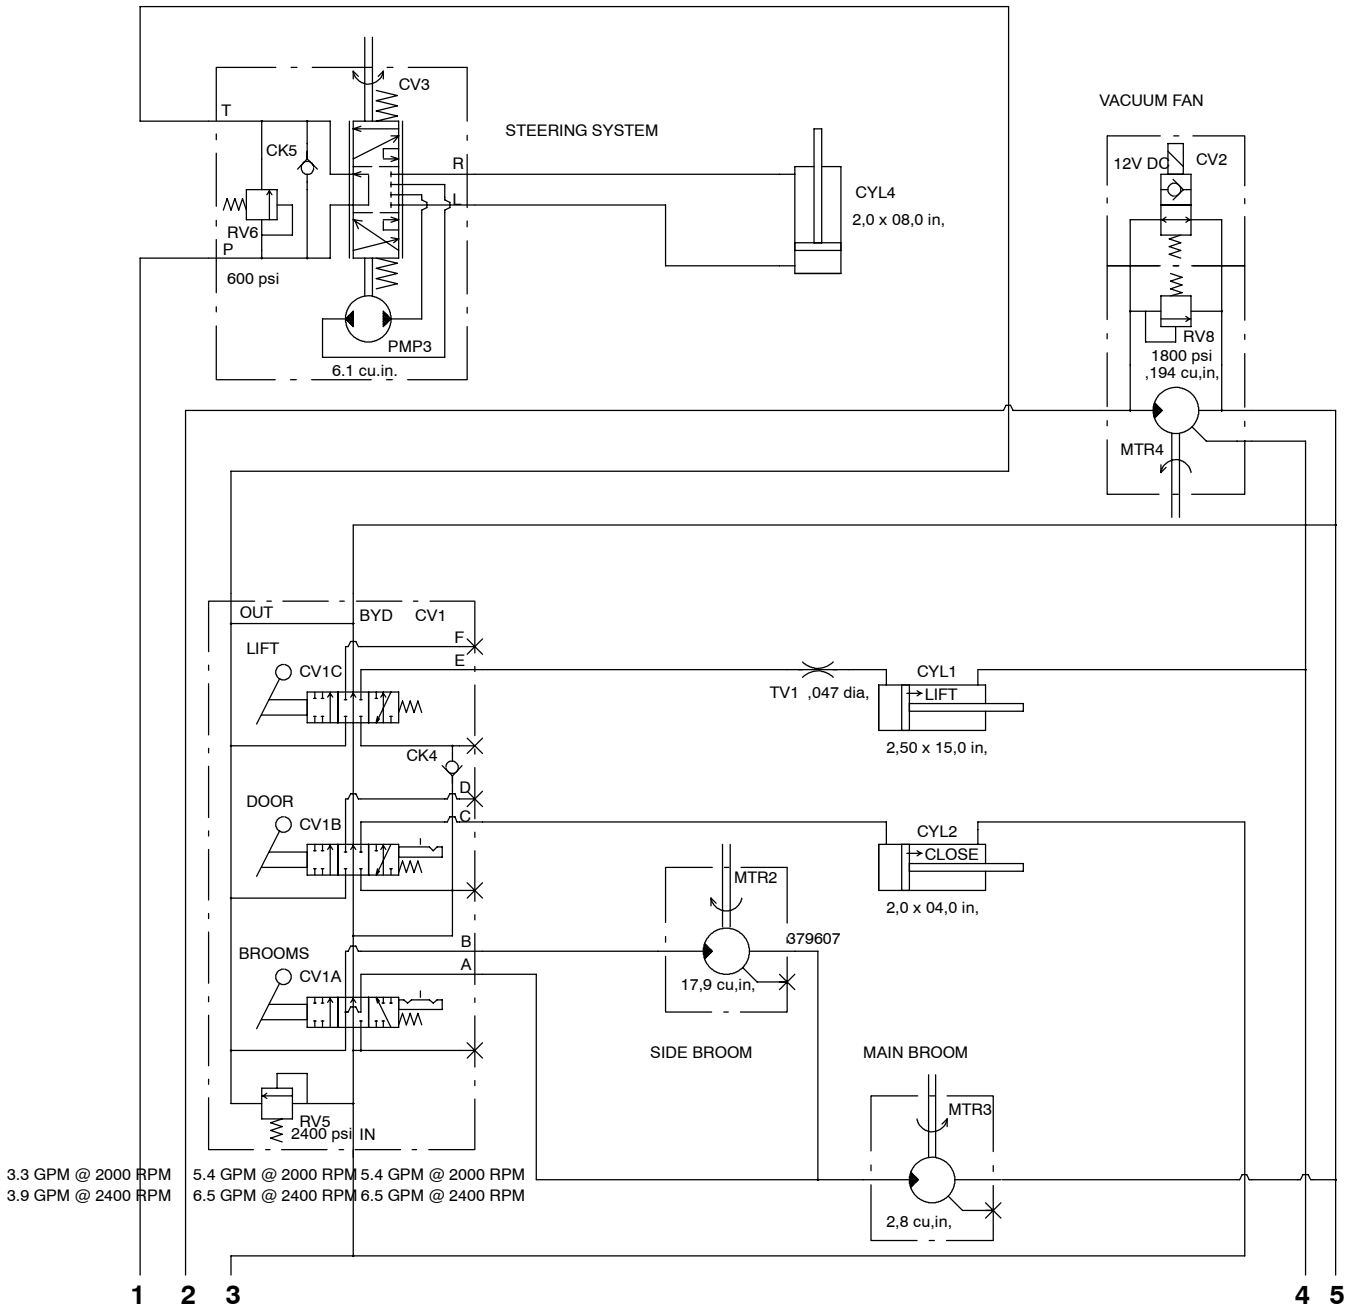 CV3
VACUUM FAN
T
STEERING SYSTEM
CK5
12V DC
CV2
R
CYL4
L
2,0 x 08,0 in,
RV6
P
600 psi
RV8
PMP3
1800 psi
6.1 cu.in.
,194 cu,in,
MTR4
OUT
BYD
CV1
LIFT
F
E
CV1C
CYL1
LIFT
TV1 ,047 dia,
2,50 x 15,0 in,
CK4
D
DOOR
C
CV1B
CYL2
CLOSE
MTR2
2,0 x 04,0 in,
379607
B
BROOMS
A
CV1A
17,9 cu,in,
SIDE BROOM
MAIN BROOM
MTR3
RV5
2400 psi
IN
3.3 GPM @ 2000 RPM
5.4 GPM @ 2000 RPM
5.4 GPM @ 2000 RPM
3.9 GPM @ 2400 RPM
6.5 GPM @ 2400 RPM
6.5 GPM @ 2400 RPM
2,8 cu,in,
1
2
3
4
5